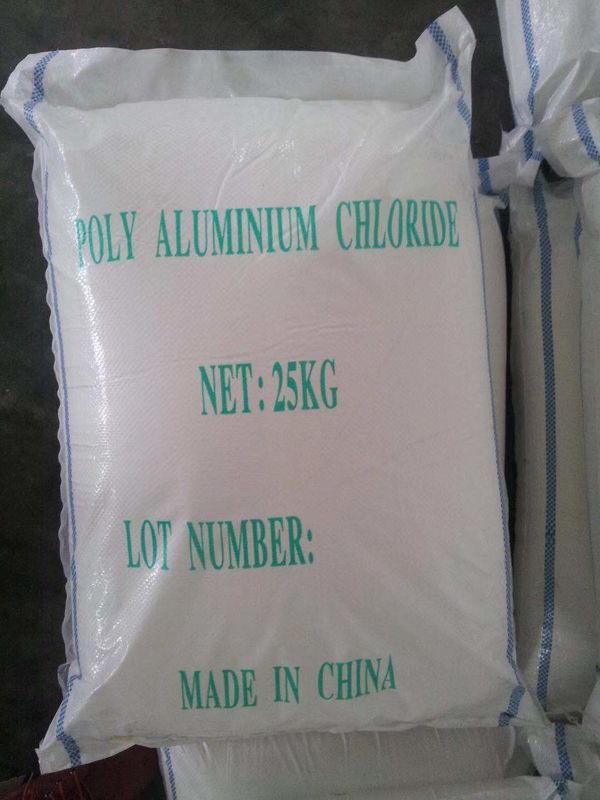 POLY ALUMINIUM CHLORIDE
NET: 25KG
LOT NUMBER:
MADE IN CHINA